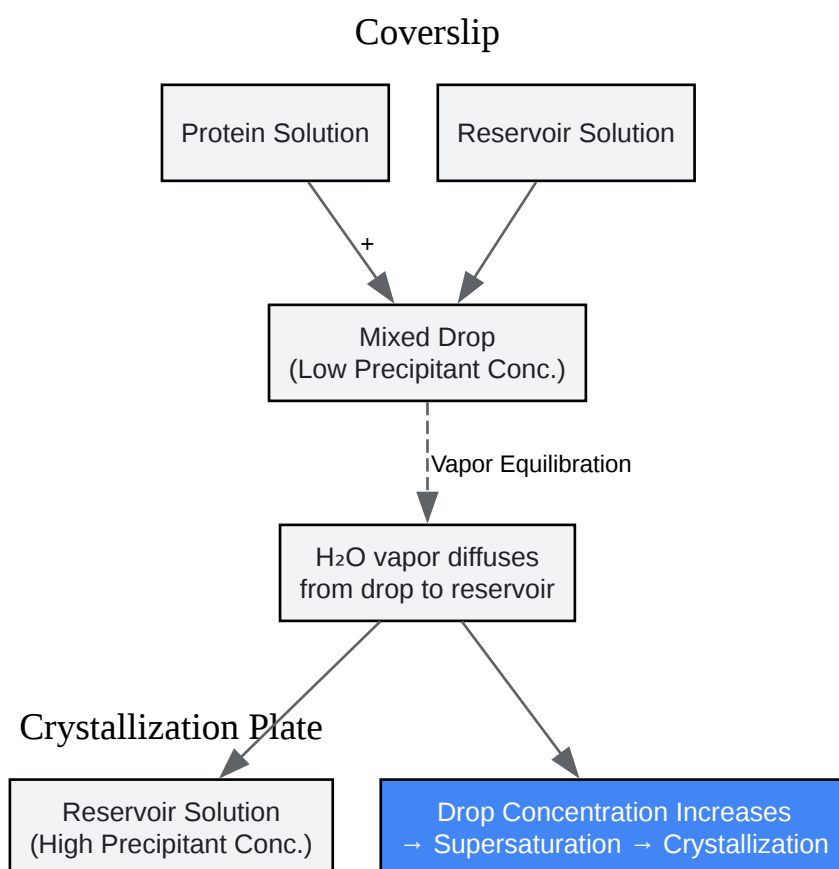 Coverslip
Protein Solution
Reservoir Solution
+
Mixed Drop
(Low Precipitant Conc.)
Vapor Equilibration
H₂O vapor diffuses
from drop to reservoir
Crystallization Plate
Reservoir Solution
(High Precipitant Conc.)
Drop Concentration Increases
→ Supersaturation → Crystallization